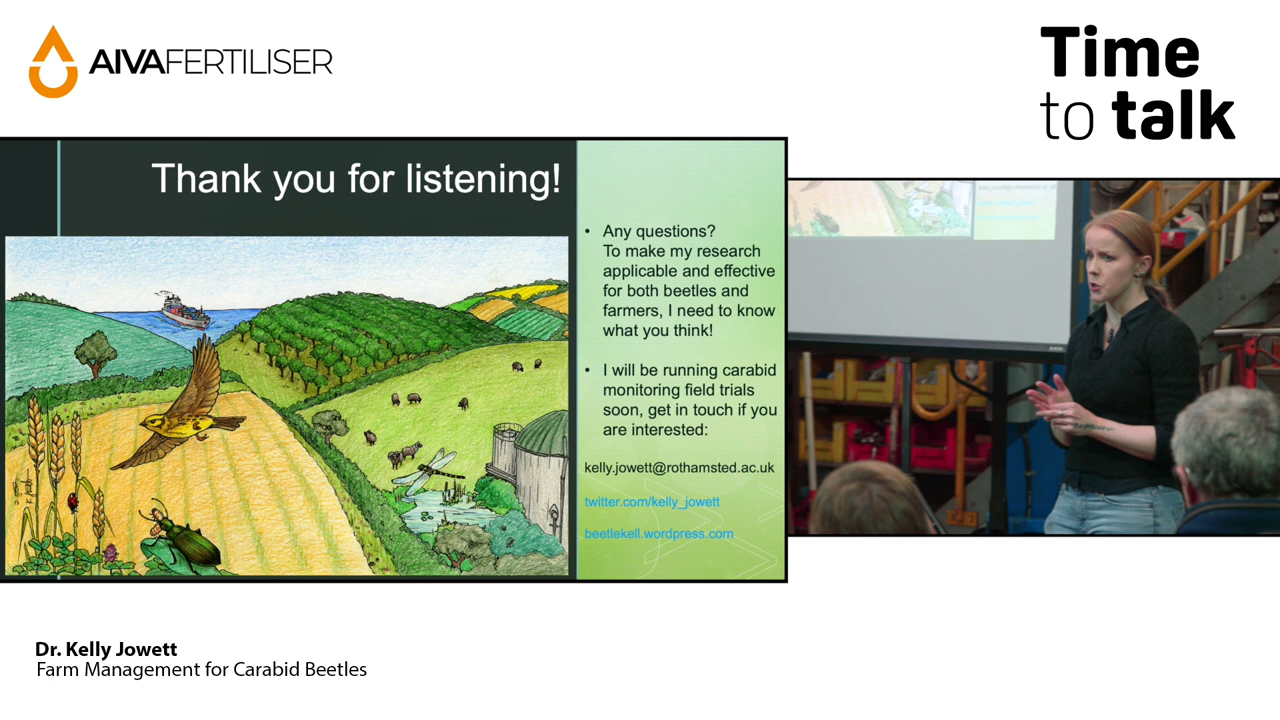 AIVAFERTILISER
Time
to talk
Thank you for listening!
• Any questions?
To make my research
applicable and effective
for both beetles and
farmers, I need to know
what you think!
• I will be running carabid
monitoring field trials
soon, get in touch if you
are interested:
kelly.jowett@rothamsted.ac.uk
twitter.com/kelly_jowett
beetlekell.wordpress.com
Dr. Kelly Jowett
Farm Management for Carabid Beetles